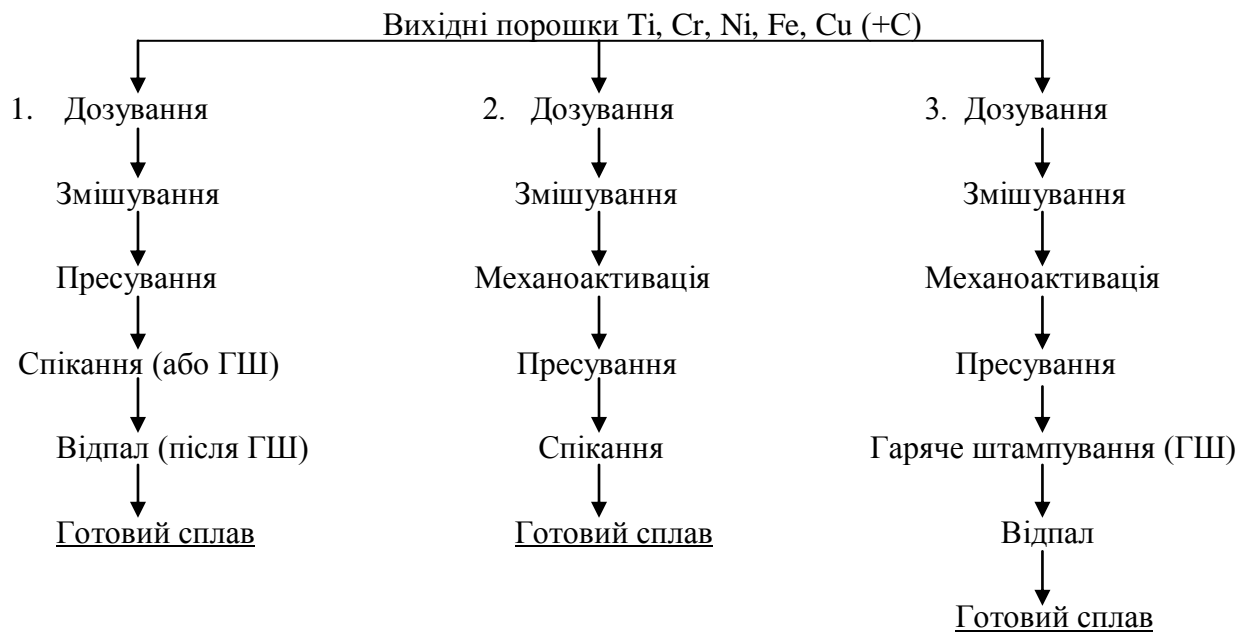 Вихідні порошки Ti, Cr, Ni, Fe, Cu (+C)
1. Дозування
Змішування
Пресування
Спікання (або ГШ)
Відпал (після ГШ)
Готовий сплав
2. Дозування
Змішування
Механоактивація
Пресування
Спікання
Готовий сплав
3. Дозування
Змішування
Механоактивація
Пресування
Гаряче штампування (ГШ)
Відпал
Готовий сплав